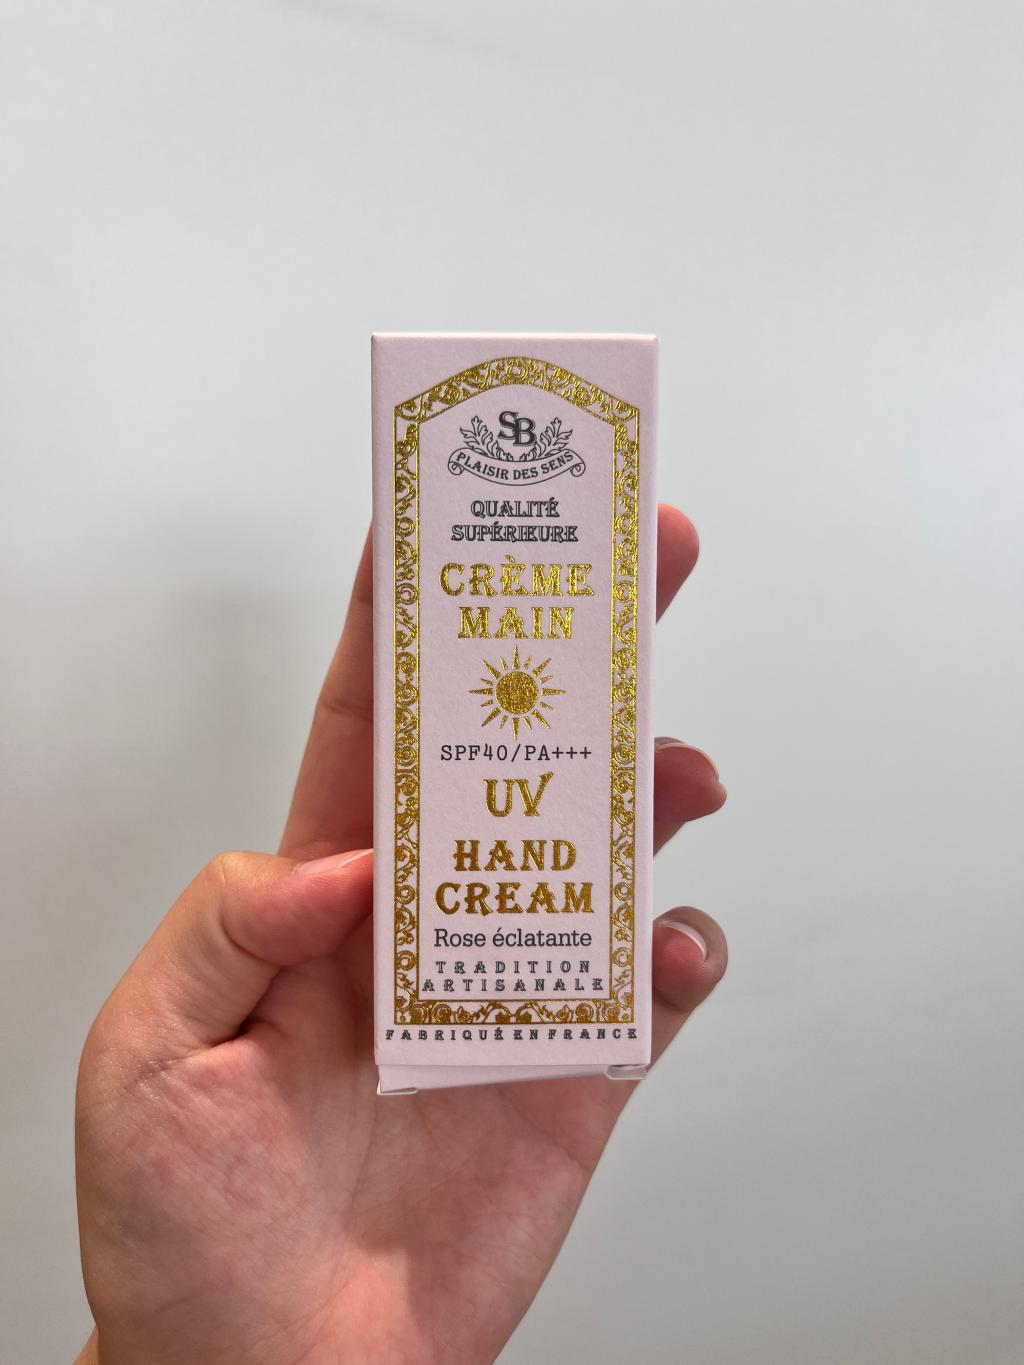 SB
PLAISIR DES SENS
QUALITÉ
SUPÉRIEURE
CRÈME
MAIN
SPF40/PA+++
UV
HAND
CREAM
Rose éclatante
TRADITION
ARTISANALE
FABRIQUÉ EN FRANCE